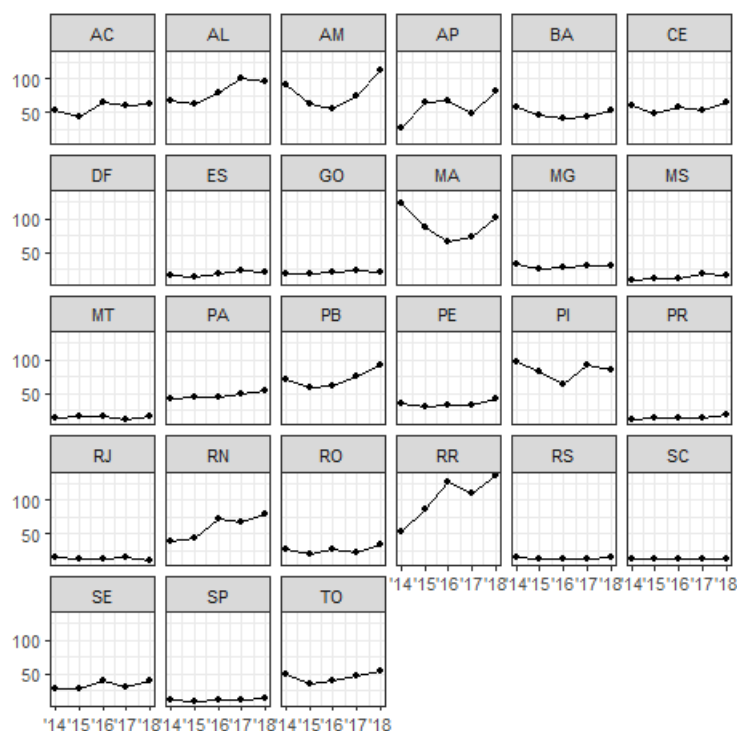 AC AL AM AP BA CE
100
50
DF ES GO MA MG MS
100
50
MT PA PB PE PI PR
100
50
RJ RN RO RR RS SC
100
50
'14 '15 '16 '17 '18 '14 '15 '16 '17 '18 '14 '15 '16 '17 '18
SE SP TO
100
50
'14 '15 '16 '17 '18 '14 '15 '16 '17 '18 '14 '15 '16 '17 '18